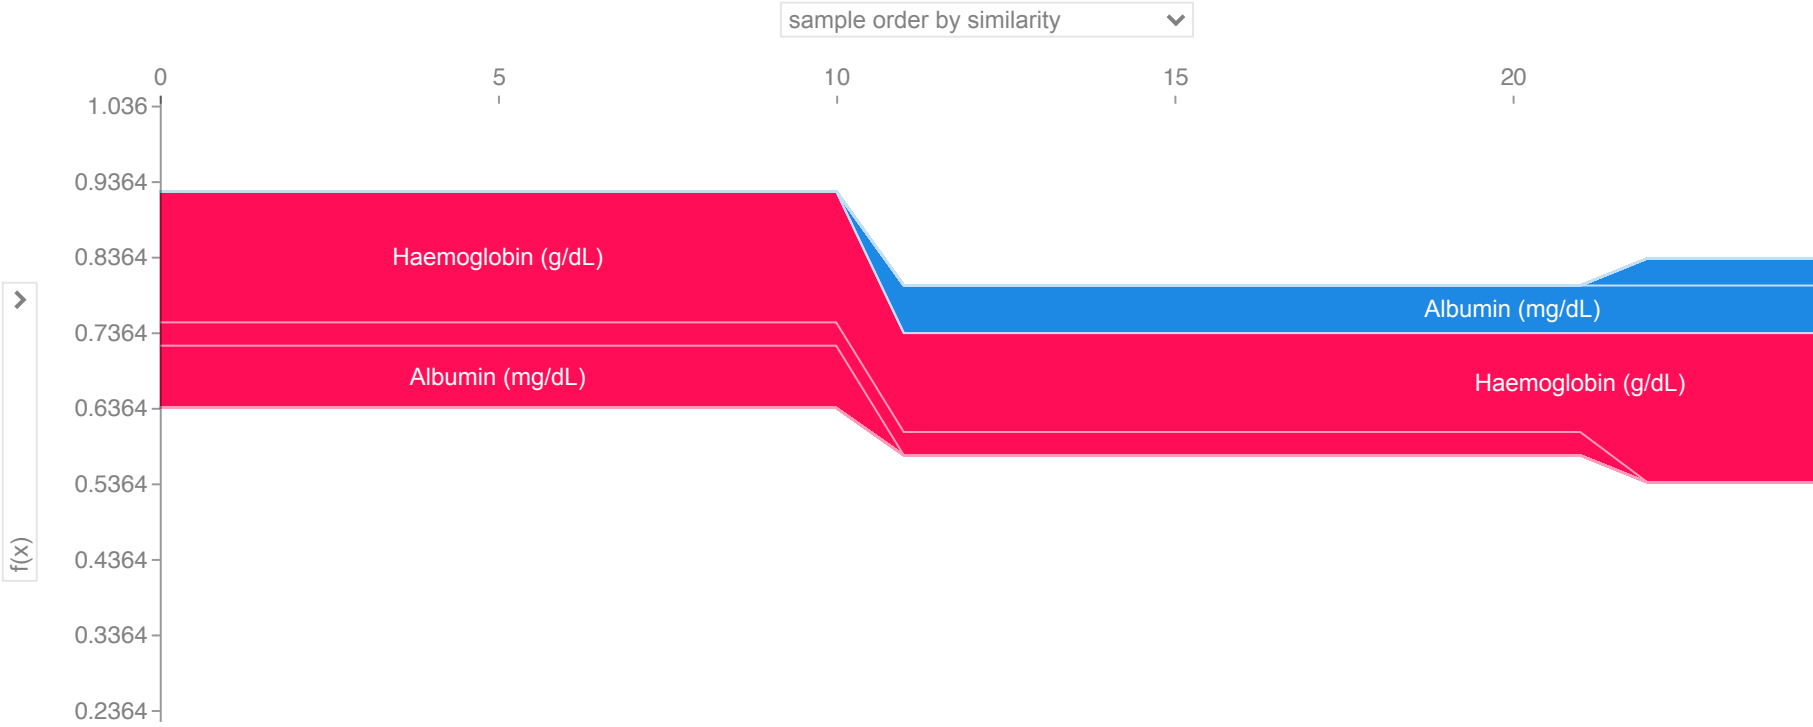 sample order by similarity
0 5 10 15 20
1.036
0.9364
0.8364
0.7364
0.6364
0.5364
0.4364
0.3364
0.2364
f(x)
Haemoglobin (g/dL)
Albumin (mg/dL)
Albumin (mg/dL)
Haemoglobin (g/dL)